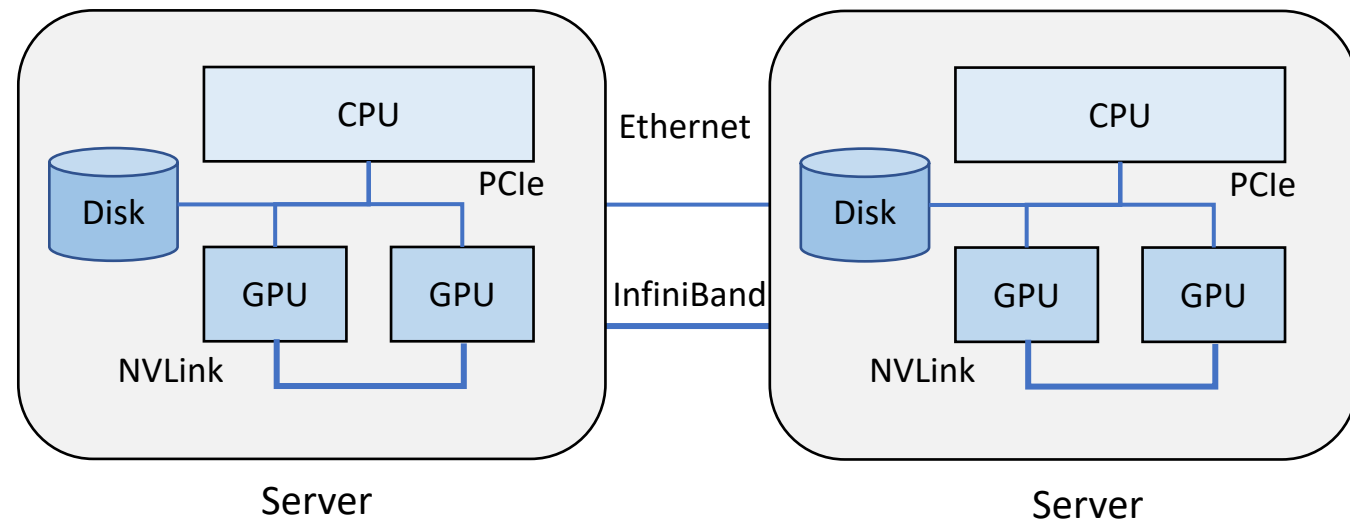 CPU
PCIe
Disk
GPU
GPU
NVLink
Server
Ethernet
InfiniBand
CPU
PCIe
Disk
GPU
GPU
NVLink
Server